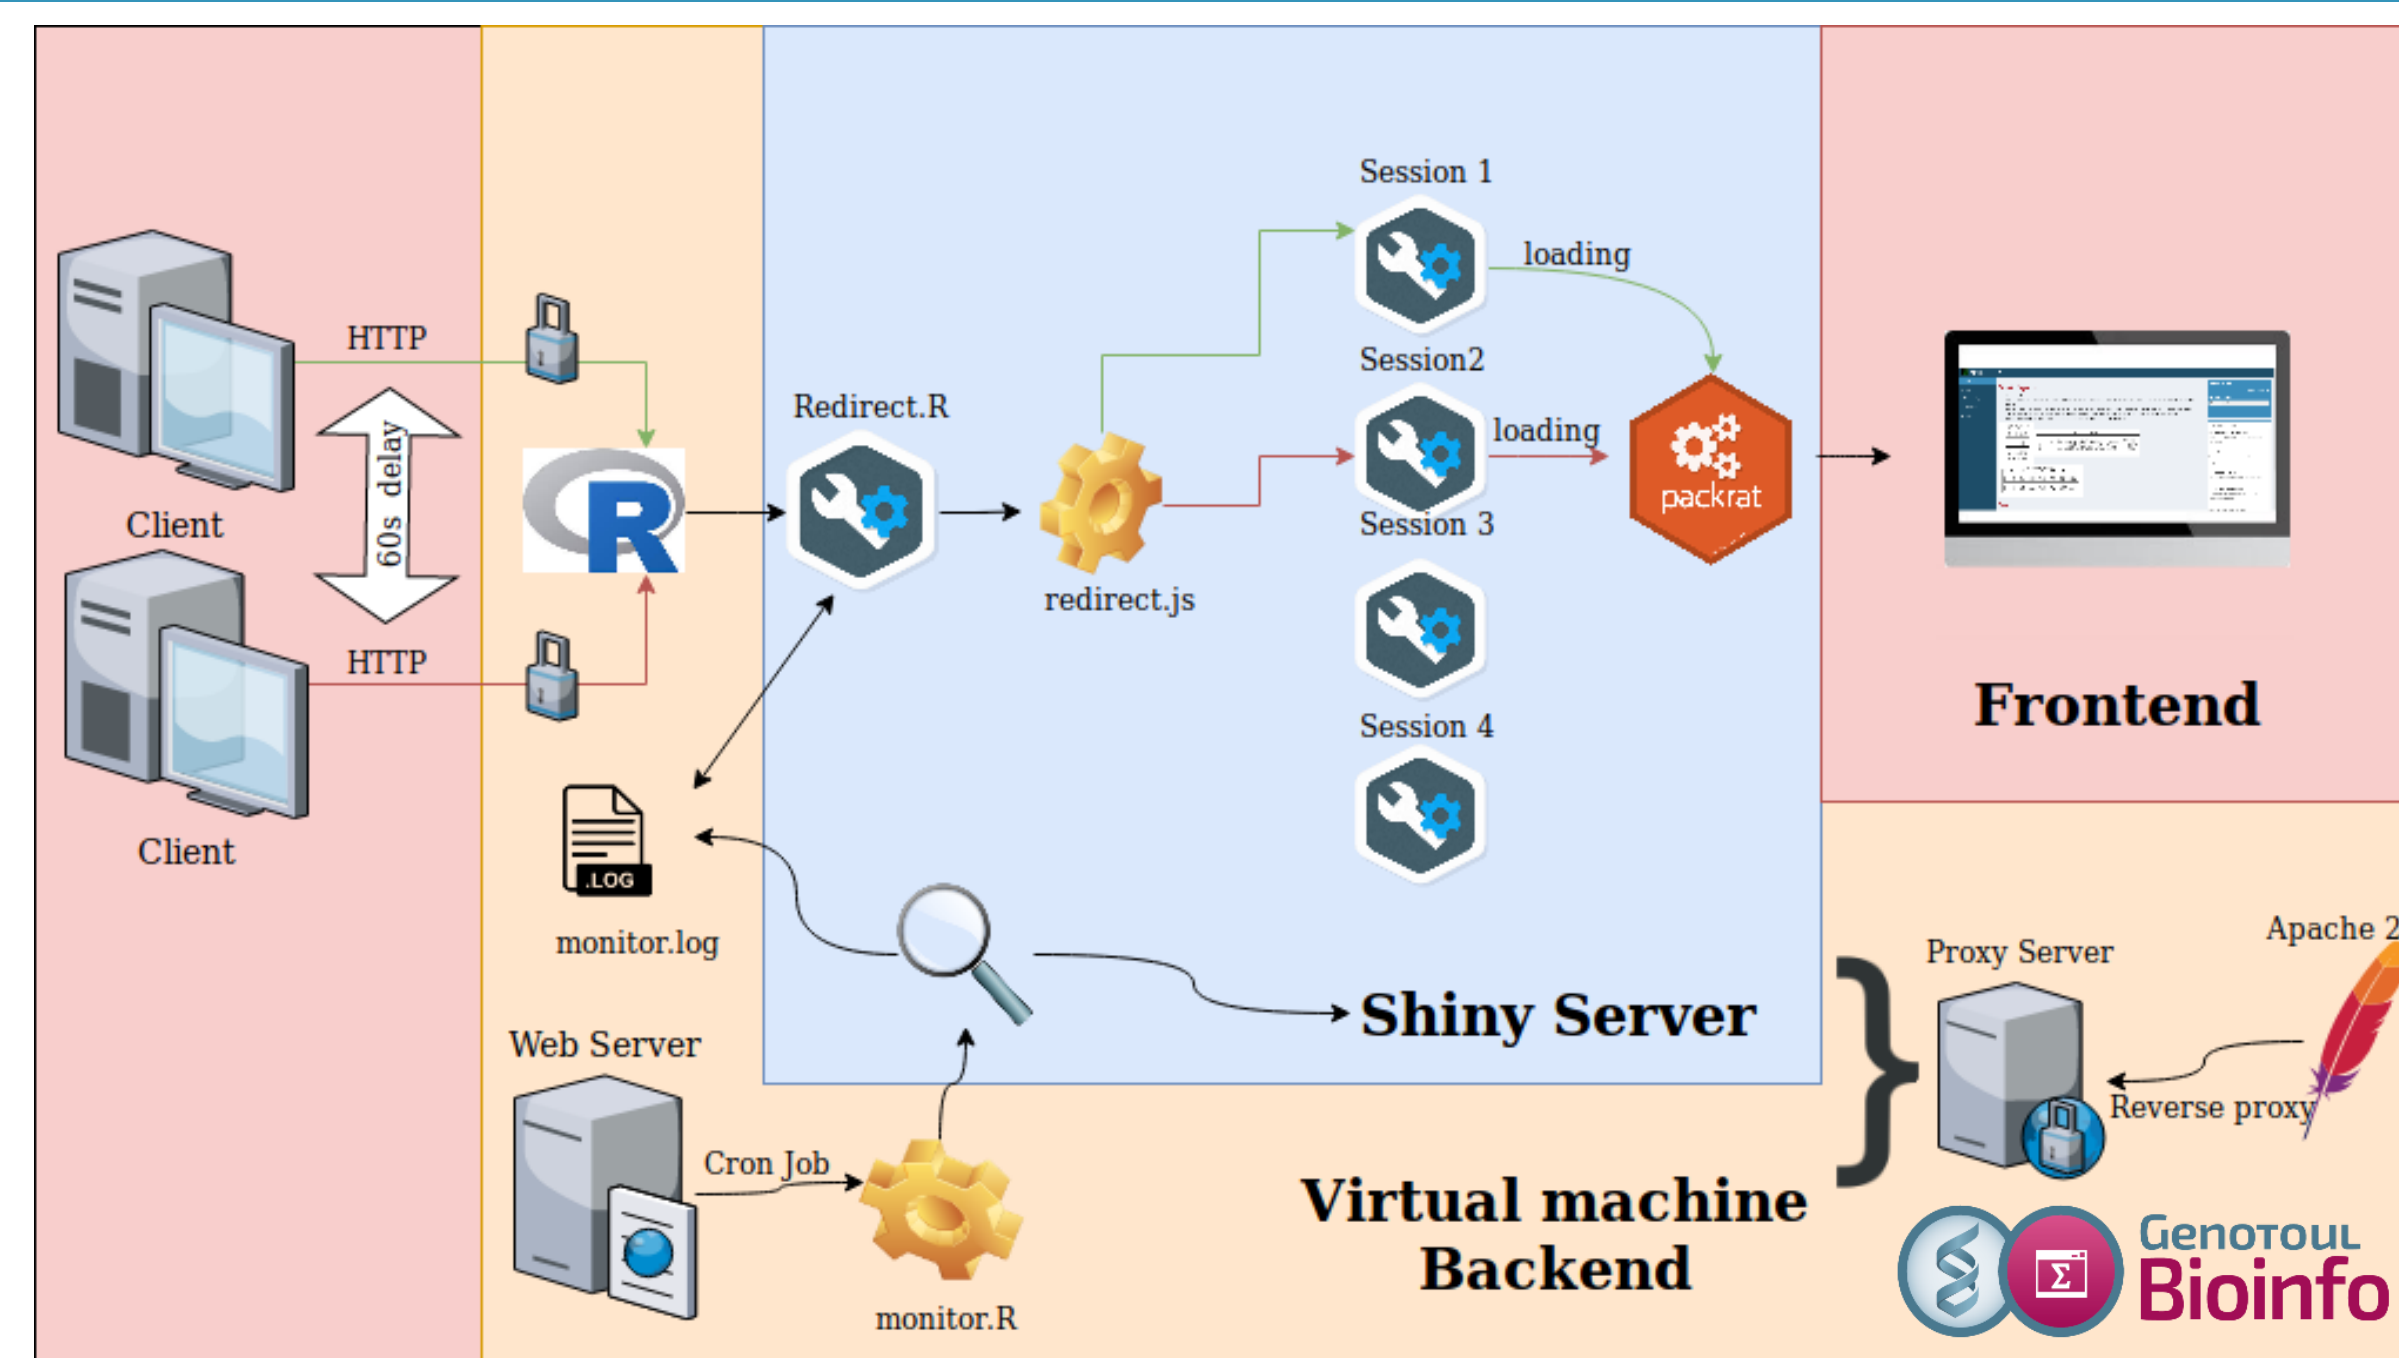 Session 1
loading
HTTP
Session2
Redirect.R
loading
60s delay
packrat
Client
Session 3
redirect.js
HTTP
Frontend
Session 4
Client
.LOG
monitor.log
Apache 2
Proxy Server
Shiny Server
Web Server
Reverse proxy
Cron Job
Virtual machine
Backend
monitor.R
Σ
Genotoul
Bioinfo
R